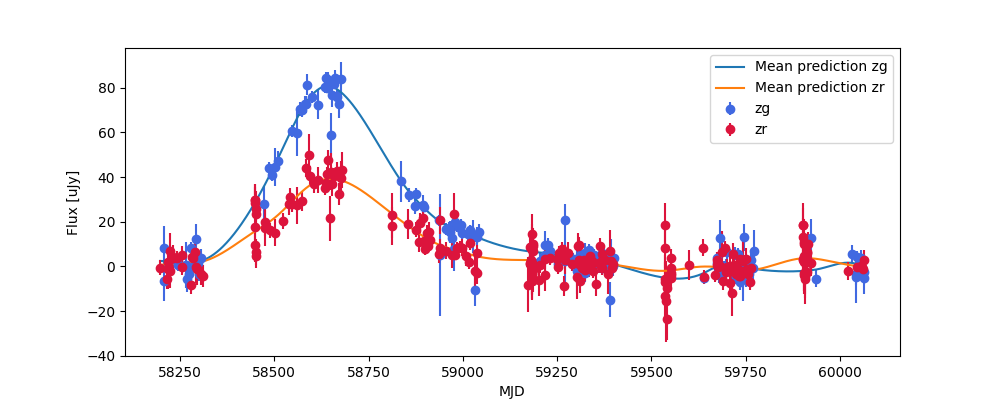 Mean prediction zg
Mean prediction zr
zg
zr
Flux [uJy]
80
60
40
20
0
−20
−40
58250
58500
58750
59000
59250
59500
59750
60000
MJD